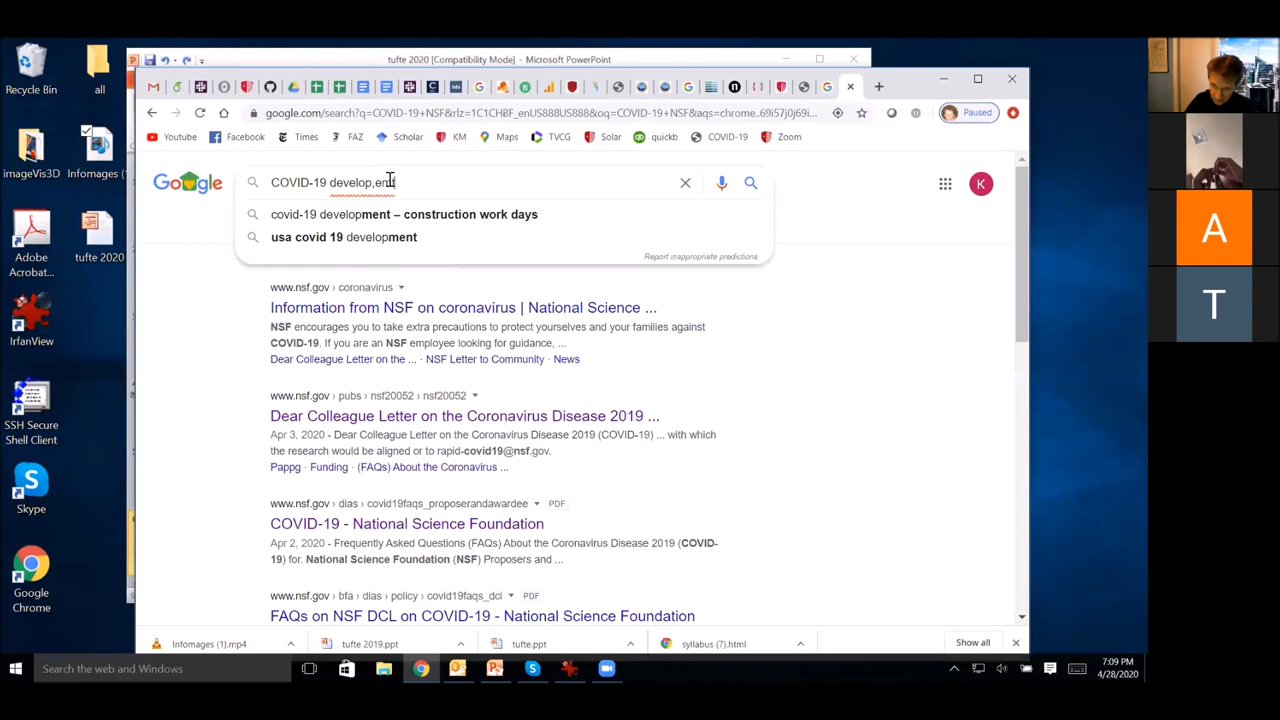 Recycle Bin
all
imageVis3D
Infomages (1)...
Adobe
Acrobat...
tufte 2020
IrfanView
SSH Secure
Shell Client
Skype
Google
Chrome
tufte 2020 [Compatibility Mode] - Microsoft PowerPoint
google.com/search?q=COVID-19+NSF&rlz=1C1CHBF_enUS888US888&oq=COVID-19+NSF&aqs=chrome..69i57j0j69i...
Paused
Youtube
Facebook
Times
FAZ
Scholar
KM
Maps
TVCG
Solar
quickb
COVID-19
Zoom
COVID-19 develop,en
covid-19 development – construction work days
usa covid 19 development
Report inappropriate predictions
K
www.nsf.gov › coronavirus
Information from NSF on coronavirus | National Science ...
NSF encourages you to take extra precautions to protect yourselves and your families against
COVID-19. If you are an NSF employee looking for guidance, ...
Dear Colleague Letter on the ... · NSF Letter to Community · News
www.nsf.gov › pubs › nsf20052 › nsf20052
Dear Colleague Letter on the Coronavirus Disease 2019 ...
Apr 3, 2020 - Dear Colleague Letter on the Coronavirus Disease 2019 (COVID-19) ... with which
the research would be aligned or to rapid-covid19@nsf.gov.
Pappg · Funding · (FAQs) About the Coronavirus ...
www.nsf.gov › dias › covid19faqs_proposerandawardee PDF
COVID-19 - National Science Foundation
Apr 2, 2020 - Frequently Asked Questions (FAQs) About the Coronavirus Disease 2019 (COVID-
19) for. National Science Foundation (NSF) Proposers and ...
www.nsf.gov › bfa › dias › policy › covid19faqs_dcl PDF
FAQs on NSF DCL on COVID-19 - National Science Foundation
Infomages (1).mp4
tufte 2019.ppt
tufte.ppt
syllabus (7).html
Show all
Search the web and Windows
7:09 PM
4/28/2020
A
T